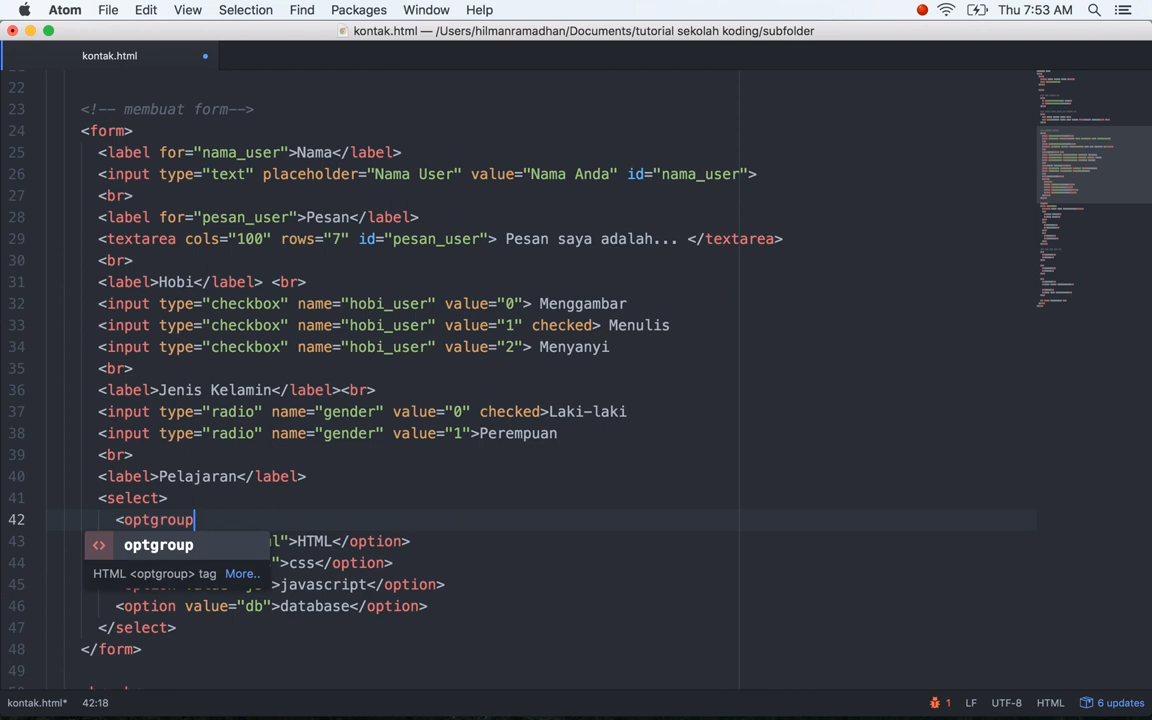 Atom File Edit View Selection Find Packages Window Help Thu 7:53 AM
kontak.html — /Users/hilmanramadhan/Documents/tutorial sekolah koding/subfolder
kontak.html
22
23 <!-- membuat form-->
24 <form>
25 <label for="nama_user">Nama</label>
26 <input type="text" placeholder="Nama User" value="Nama Anda" id="nama_user">
27 <br>
28 <label for="pesan_user">Pesan</label>
29 <textarea cols="100" rows="7" id="pesan_user"> Pesan saya adalah... </textarea>
30 <br>
31 <label>Hobi</label> <br>
32 <input type="checkbox" name="hobi_user" value="0"> Menggambar
33 <input type="checkbox" name="hobi_user" value="1" checked> Menulis
34 <input type="checkbox" name="hobi_user" value="2"> Menyanyi
35 <br>
36 <label>Jenis Kelamin</label><br>
37 <input type="radio" name="gender" value="0" checked>Laki-laki
38 <input type="radio" name="gender" value="1">Perempuan
39 <br>
40 <label>Pelajaran</label>
41 <select>
42 <optgroup
43 l">HTML</option>
<> optgroup
44 ">css</option>
HTML <optgroup> tag More..
45 >javascript</option>
46 <option value="db">database</option>
47 </select>
48 </form>
49
kontak.html* 42:18 1 LF UTF-8 HTML 6 updates